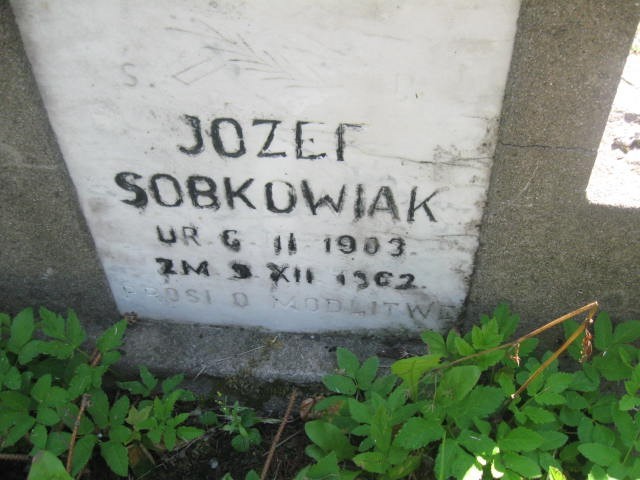 S.
JOZEF
SOBKOWIAK
UR 6 II 1903
ZM 9 XII 1962
PROSI O MODLITWE